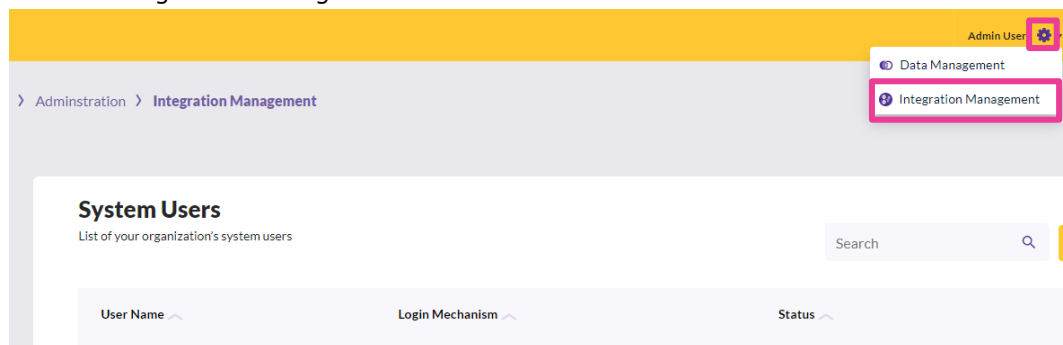 Admin User
Data Management
Integration Management
Adminstration > Integration Management
System Users
List of your organization's system users
Search
User Name
Login Mechanism
Status